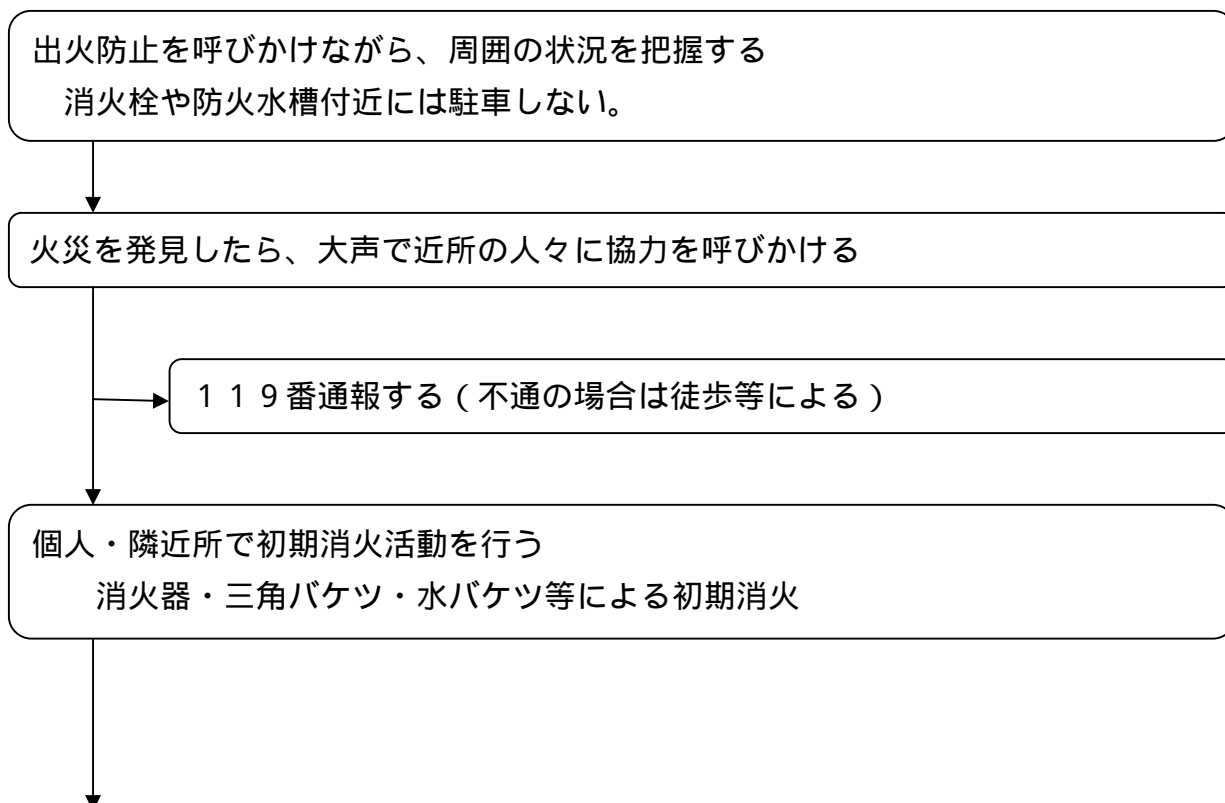 出火防止を呼びかけながら、周囲の状況を把握する
消火栓や防火水槽付近には駐車しない。
火災を発見したら、大声で近所の人々に協力を呼びかける
１１９番通報する（不通の場合は徒歩等による）
個人・隣近所で初期消火活動を行う
消火器・三角バケツ・水バケツ等による初期消火